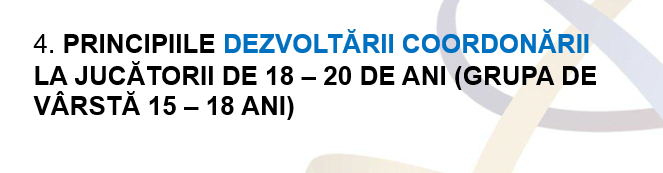 4. PRINCIPIILE DEZVOLTĂRII COORDONĂRII
LA JUCĂTORII DE 18 – 20 DE ANI (GRUPA DE
VÂRSTĂ 15 – 18 ANI)